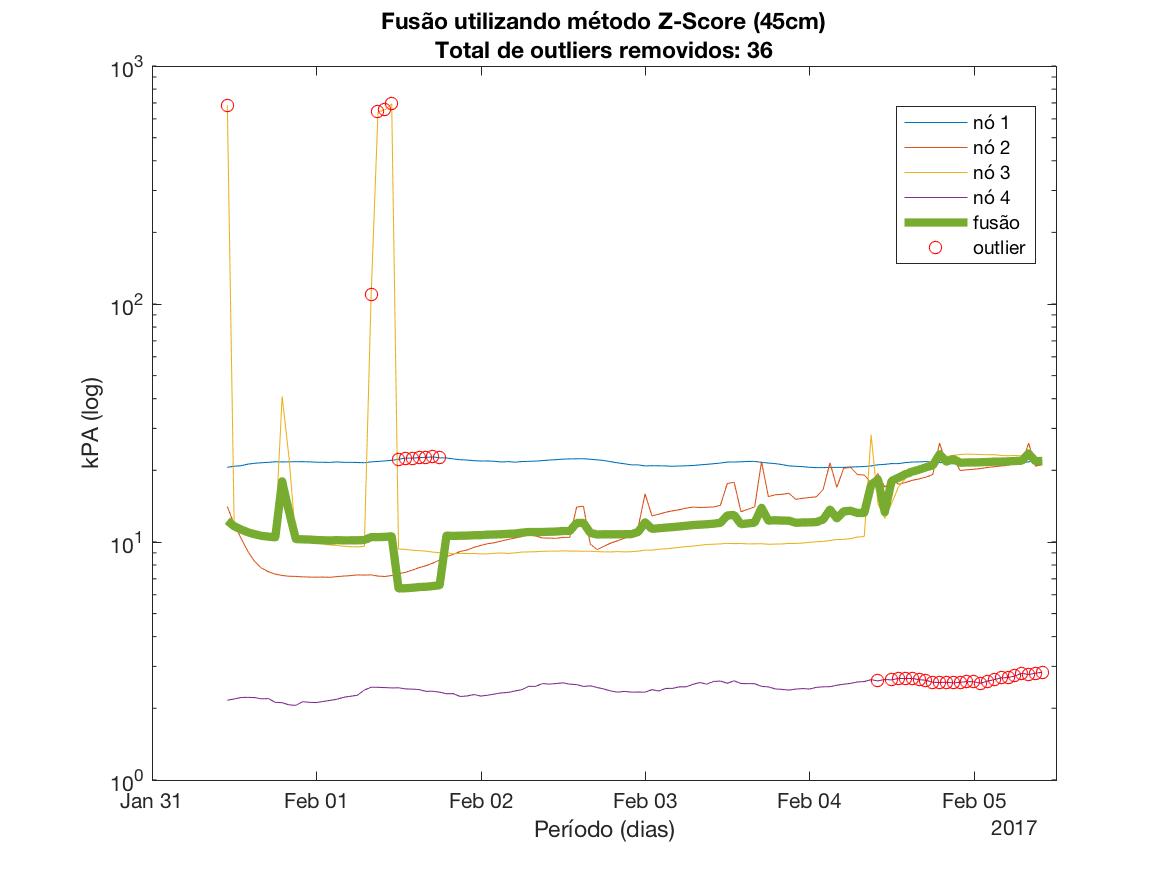 Fusão utilizando método Z-Score (45cm)
Total de outliers removidos: 36
10³
10²
10¹
10⁰
kPA (log)
nó 1
nó 2
nó 3
nó 4
fusão
outlier
Jan 31 Feb 01 Feb 02 Feb 03 Feb 04 Feb 05
Período (dias)
2017